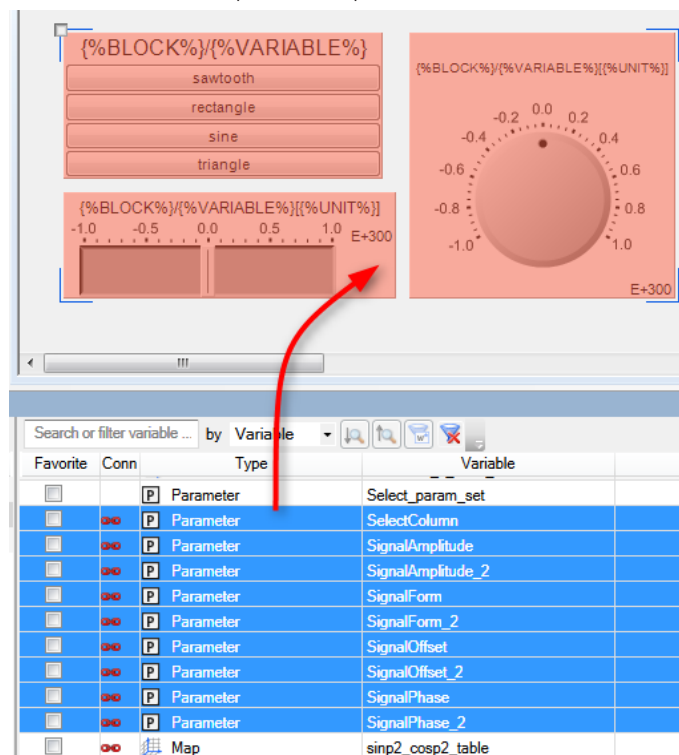 {%BLOCK%}/{%VARIABLE%}
sawtooth
rectangle
sine
triangle
{%BLOCK%}/{%VARIABLE%}[{%UNIT%}]
-1.0 -0.5 0.0 0.5 1.0
E+300
{%BLOCK%}/{%VARIABLE%}[{%UNIT%}]
-1.0 -0.8 -0.6 -0.4 -0.2 0.0 0.2 0.4 0.6 0.8 1.0
E+300
Search or filter variable ... by Variable
Favorite Conn Type Variable
P Parameter Select_param_set
P Parameter SelectColumn
P Parameter SignalAmplitude
P Parameter SignalAmplitude_2
P Parameter SignalForm
P Parameter SignalForm_2
P Parameter SignalOffset
P Parameter SignalOffset_2
P Parameter SignalPhase
P Parameter SignalPhase_2
Map sinp2_cosp2_table